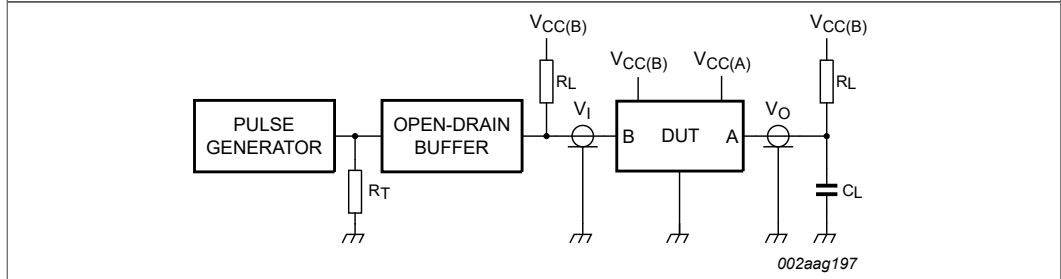 VCC(B)
VCC(B)
VCC(B)
VCC(A)
RL
RL
VI
VO
PULSE
GENERATOR
OPEN-DRAIN
BUFFER
B
DUT
A
RT
CL
002aag197